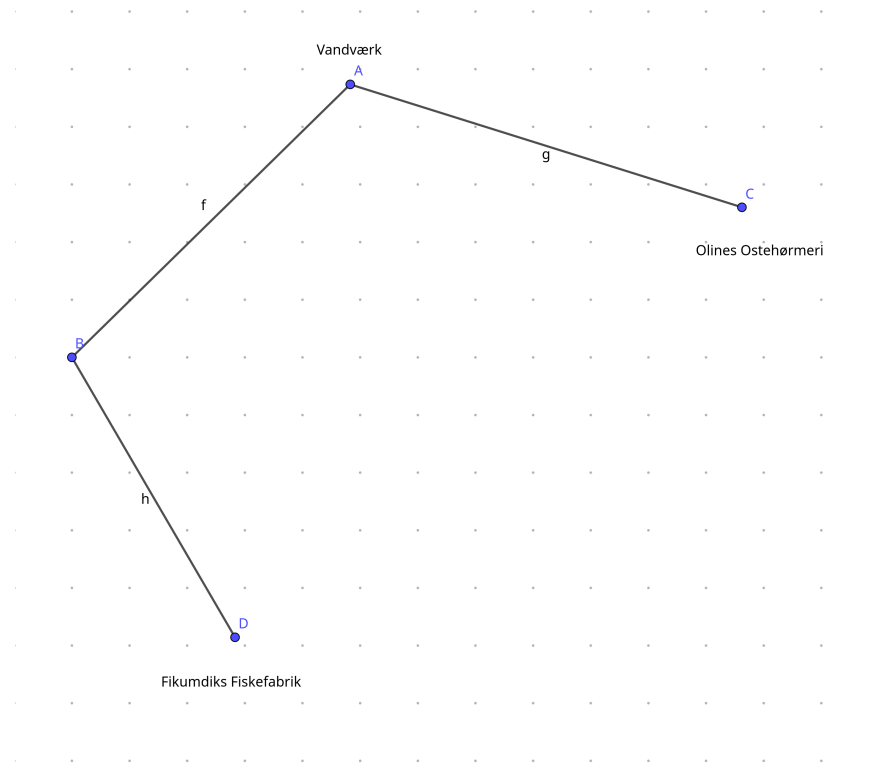 Vandværk
A
g
C
f
Olines Ostehørmeri
B
h
D
Fikumdiks Fiskefabrik